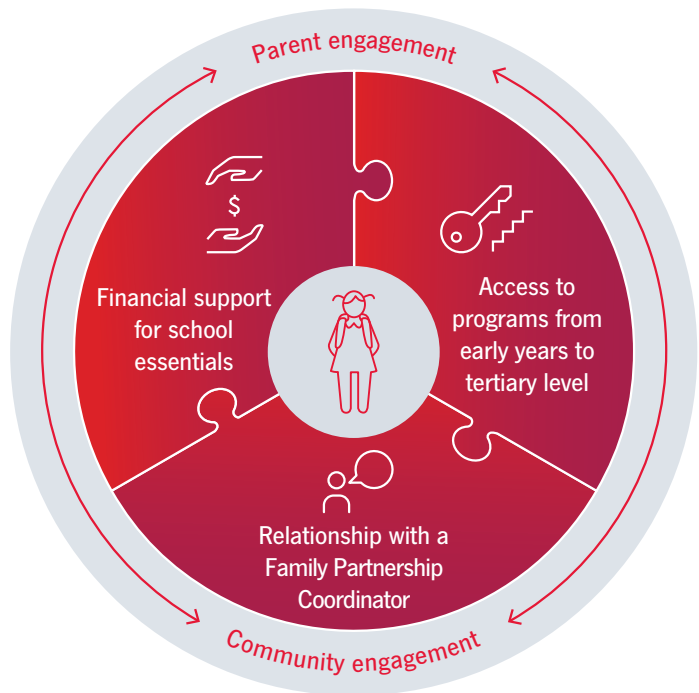 Parent engagement
$
Financial support
for school
essentials
Access to
programs from
early years to
tertiary level
Relationship with a
Family Partnership
Coordinator
Community engagement